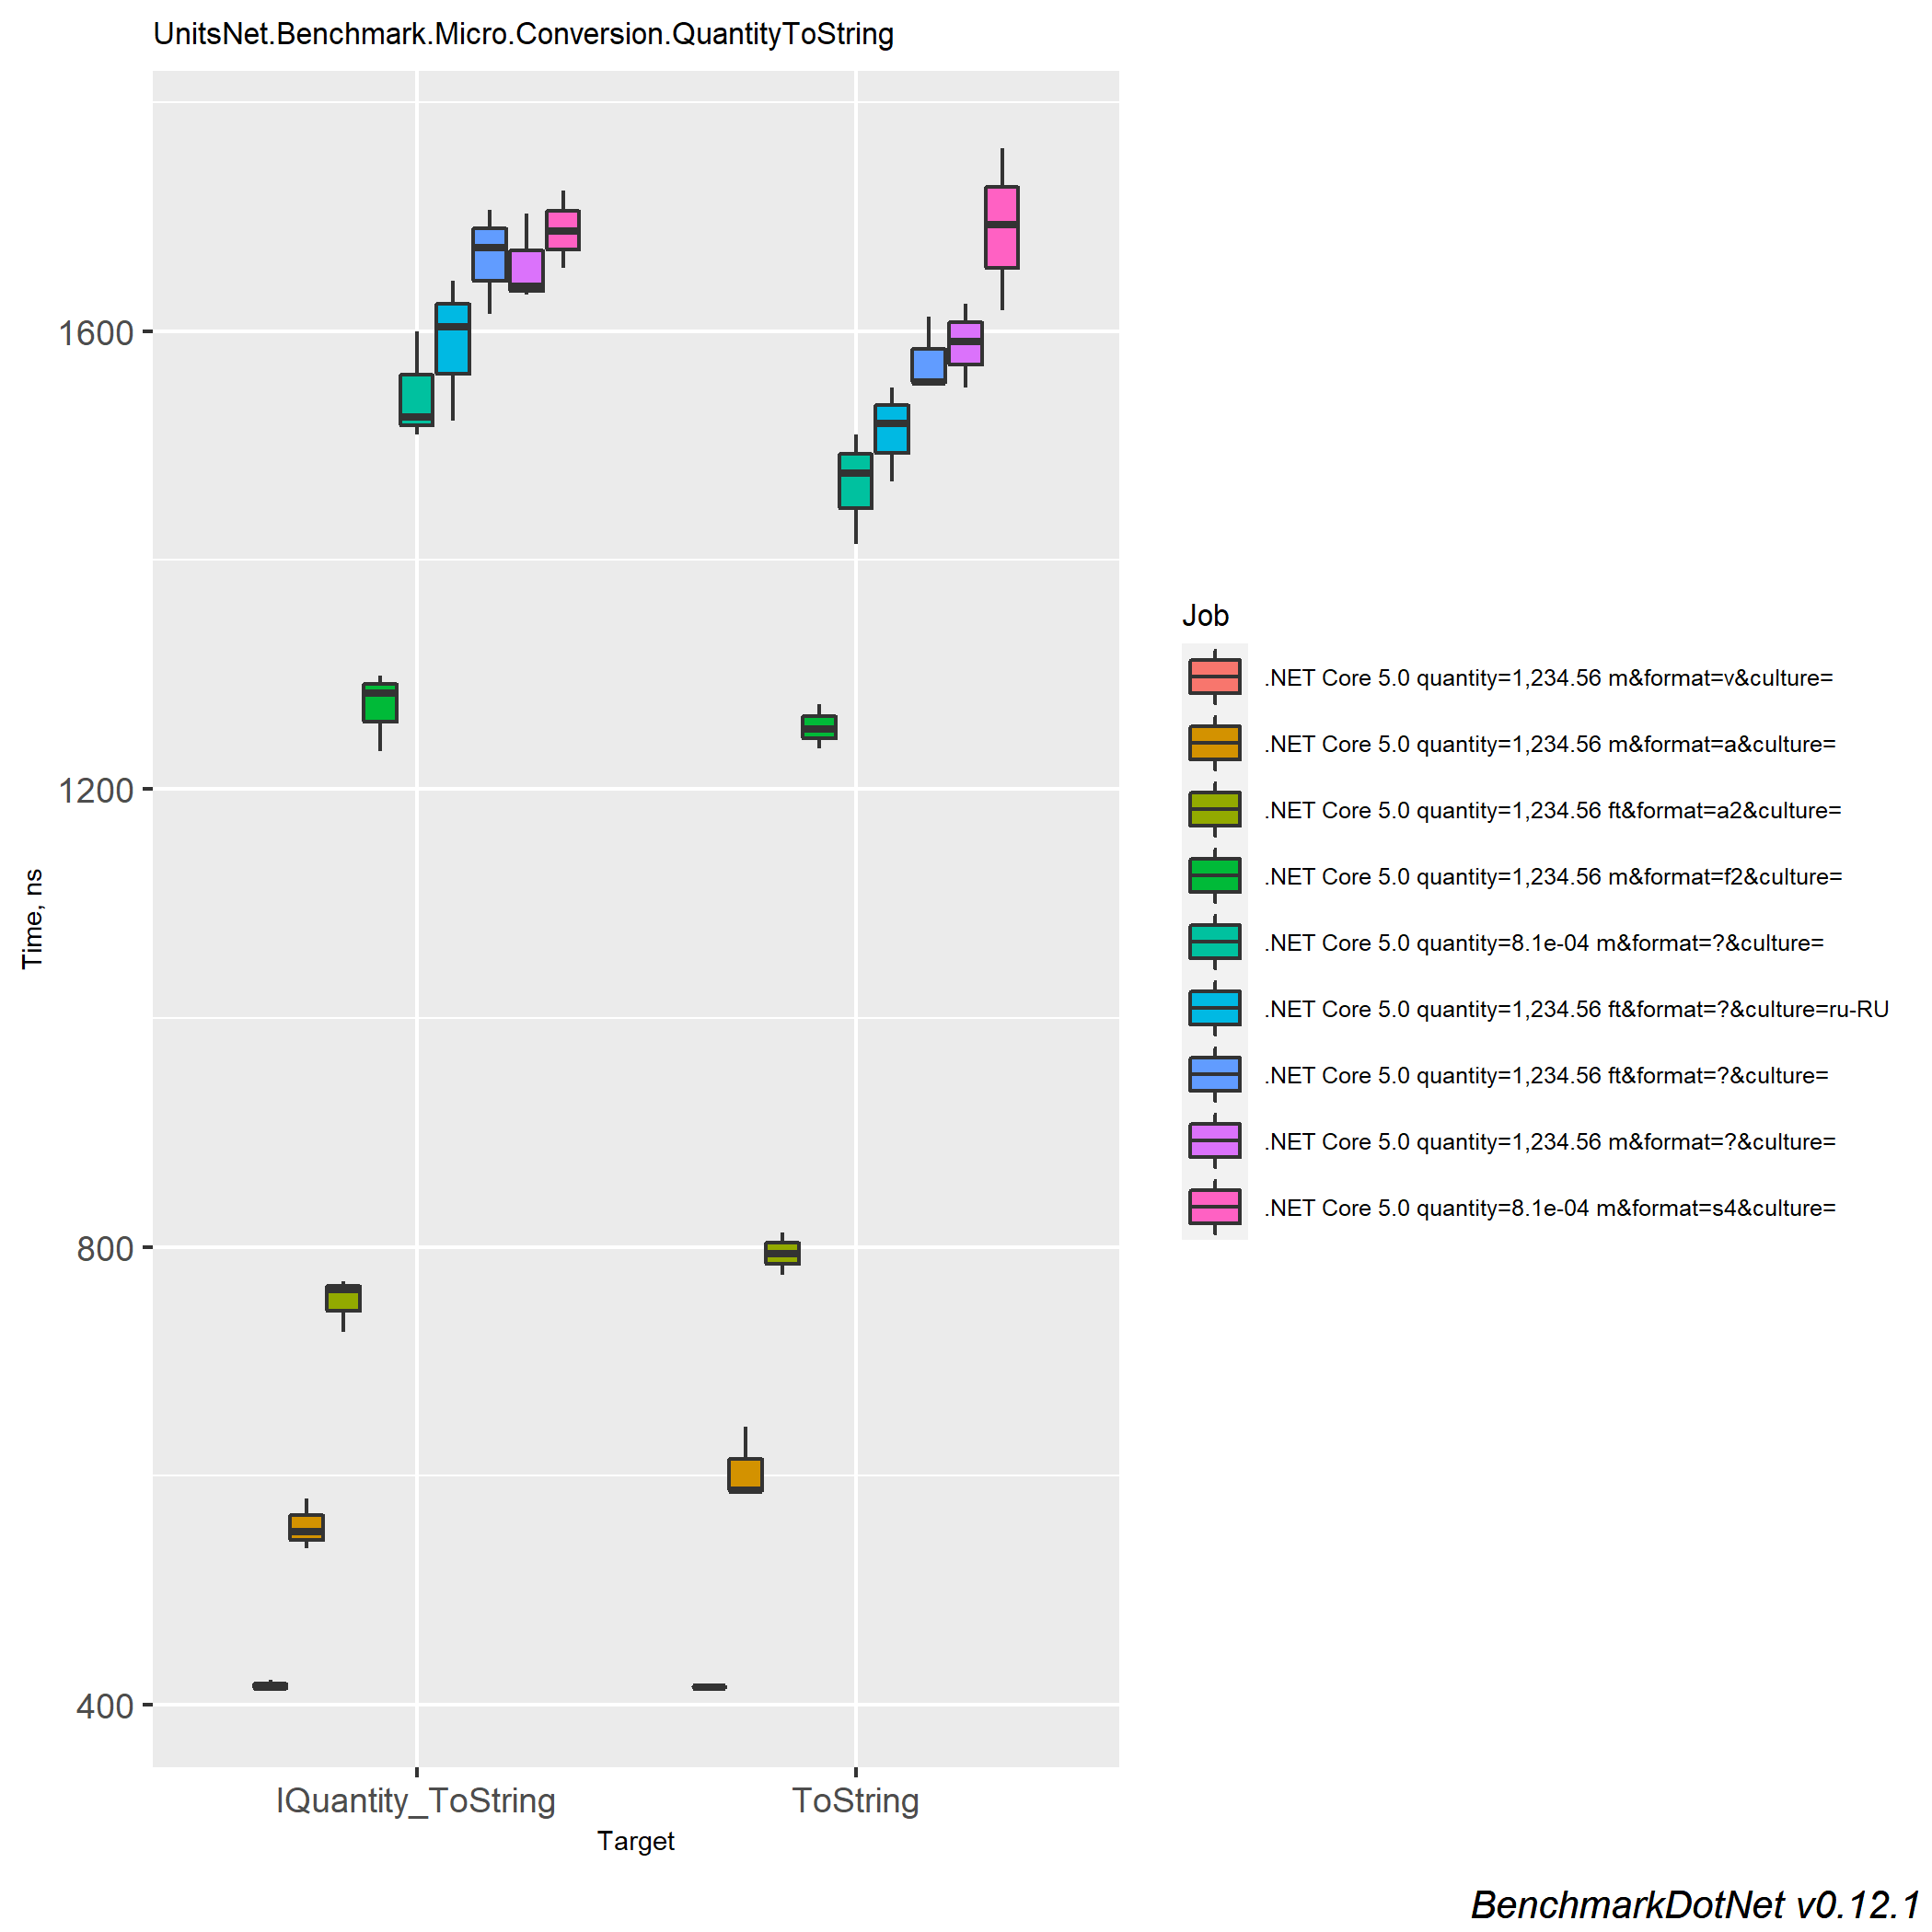 UnitsNet.Benchmark.Micro.Conversion.QuantityToString
1600
1200
800
400
Time, ns
IQuantity_ToString
ToString
Target
Job
.NET Core 5.0 quantity=1,234.56 m&format=v&culture=
.NET Core 5.0 quantity=1,234.56 m&format=a&culture=
.NET Core 5.0 quantity=1,234.56 ft&format=a2&culture=
.NET Core 5.0 quantity=1,234.56 m&format=f2&culture=
.NET Core 5.0 quantity=8.1e-04 m&format=?&culture=
.NET Core 5.0 quantity=1,234.56 ft&format=?&culture=ru-RU
.NET Core 5.0 quantity=1,234.56 ft&format=?&culture=
.NET Core 5.0 quantity=1,234.56 m&format=?&culture=
.NET Core 5.0 quantity=8.1e-04 m&format=s4&culture=
BenchmarkDotNet v0.12.1